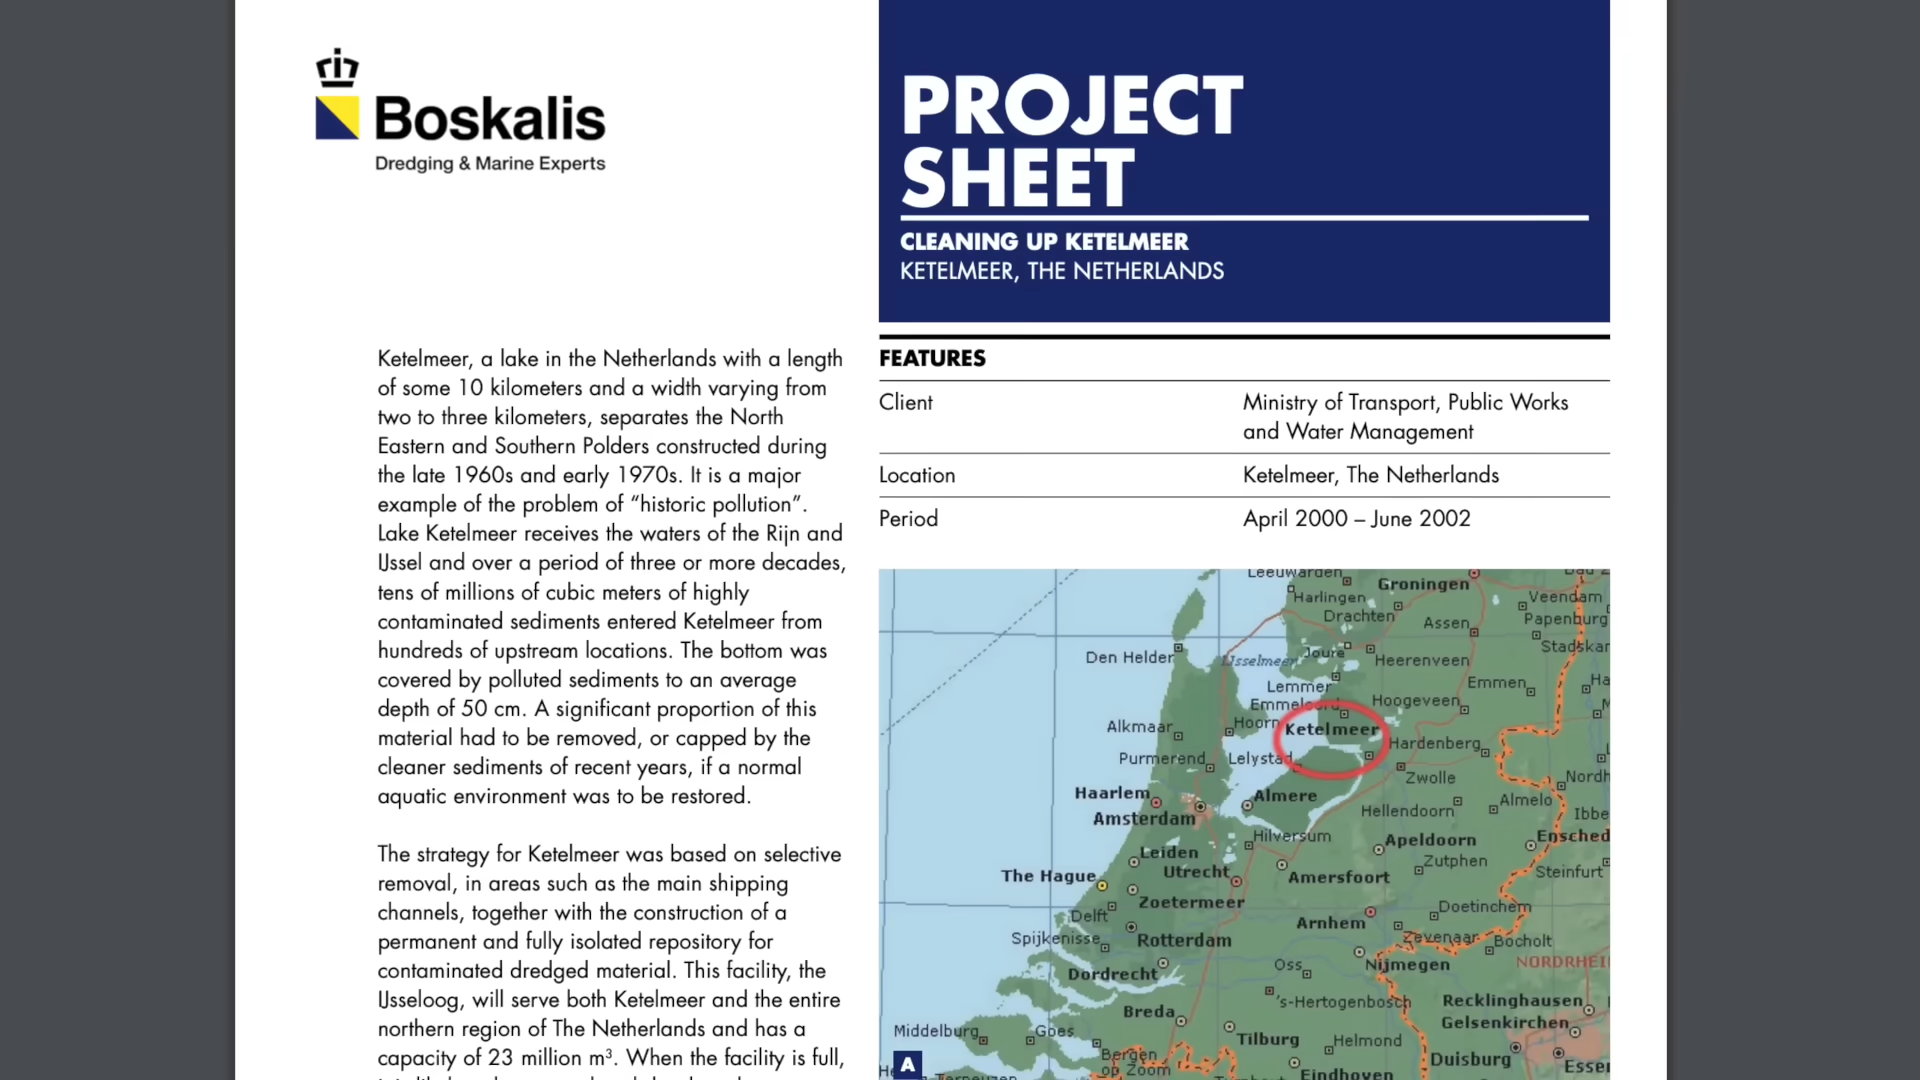 Boskalis
Dredging & Marine Experts
PROJECT
SHEET
CLEANING UP KETELMEER
KETELMEER, THE NETHERLANDS
Ketelmeer, a lake in the Netherlands with a length
of some 10 kilometers and a width varying from
two to three kilometers, separates the North
Eastern and Southern Polders constructed during
the late 1960s and early 1970s. It is a major
example of the problem of “historic pollution”.
Lake Ketelmeer receives the waters of the Rijn and
IJssel and over a period of three or more decades,
tens of millions of cubic meters of highly
contaminated sediments entered Ketelmeer from
hundreds of upstream locations. The bottom was
covered by polluted sediments to an average
depth of 50 cm. A significant proportion of this
material had to be removed, or capped by the
cleaner sediments of recent years, if a normal
aquatic environment was to be restored.
The strategy for Ketelmeer was based on selective
removal, in areas such as the main shipping
channels, together with the construction of a
permanent and fully isolated repository for
contaminated dredged material. This facility, the
IJsseloog, will serve both Ketelmeer and the entire
northern region of The Netherlands and has a
capacity of 23 million m³. When the facility is full,
FEATURES
Client Ministry of Transport, Public Works
and Water Management
Location Ketelmeer, The Netherlands
Period April 2000 – June 2002
Leeuwarden
Groningen
Harlingen
Veendam
Drachten
Assen
Papenburg
Stadskar
Den Helder
IJsselmeer
Joure
Heerenveen
Lemmer
Emmen
Ha
Emmeloord
Hoogeveen
Alkmaar
Hoorn
Ketelmeer
Hardenberg
Purmerend
Lelystad
Zwolle
Nordh
Haarlem
Almere
Almelo
Amsterdam
Hellendoorn
Ibbe
Hilversum
Apeldoorn
Ensched
Leiden
Zutphen
The Hague
Utrecht
Amersfoort
Steinfurt
Zoetermeer
Delft
Arnhem
Doetinchem
Spijkenisse
Rotterdam
Zevenaar
Bocholt
Dordrecht
Oss
Nijmegen
NORDRHEI
's-Hertogenbosch
Recklinghausen
Breda
Gelsenkirchen
Middelburg
Goes
Tilburg
Helmond
Bergen
op Zoom
Duisburg
Essen
A
Terneuzen
Eindhoven